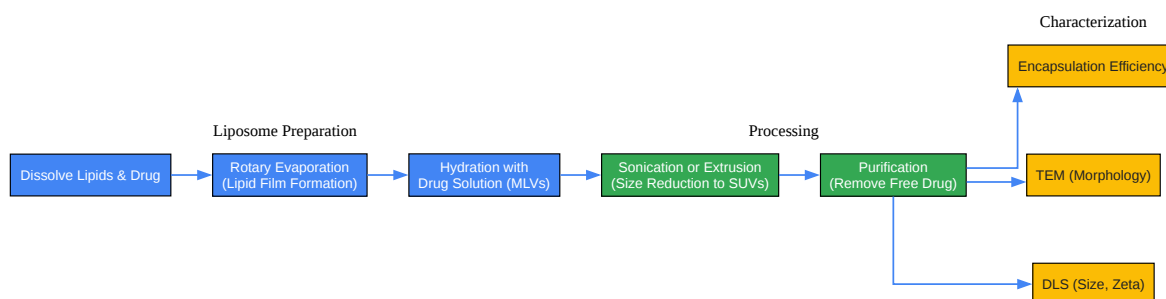 Characterization
Encapsulation Efficiency
Liposome Preparation
Processing
Dissolve Lipids & Drug
Rotary Evaporation
(Lipid Film Formation)
Hydration with
Drug Solution (MLVs)
Sonication or Extrusion
(Size Reduction to SUVs)
Purification
(Remove Free Drug)
TEM (Morphology)
DLS (Size, Zeta)